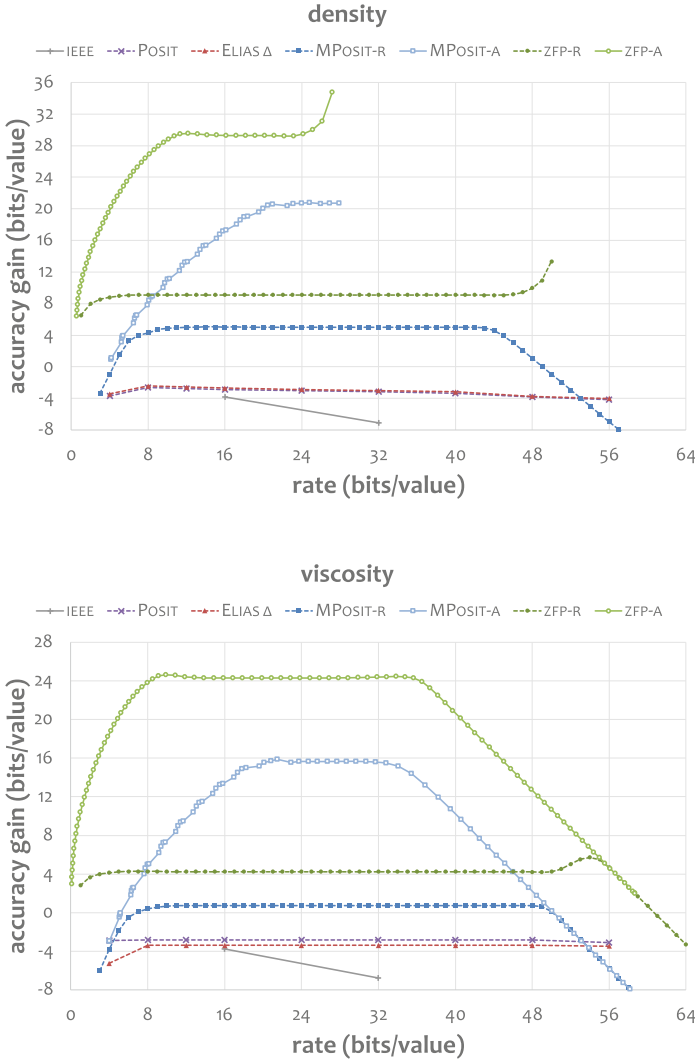 density
IEEE POSIT ELIAS Δ MPOSIT-R MPOSIT-A ZFP-R ZFP-A
36
32
28
24
20
16
12
8
4
0
-4
-8
accuracy gain (bits/value)
0 8 16 24 32 40 48 56 64
rate (bits/value)
viscosity
IEEE POSIT ELIAS Δ MPOSIT-R MPOSIT-A ZFP-R ZFP-A
28
24
20
16
12
8
4
0
-4
-8
accuracy gain (bits/value)
0 8 16 24 32 40 48 56 64
rate (bits/value)